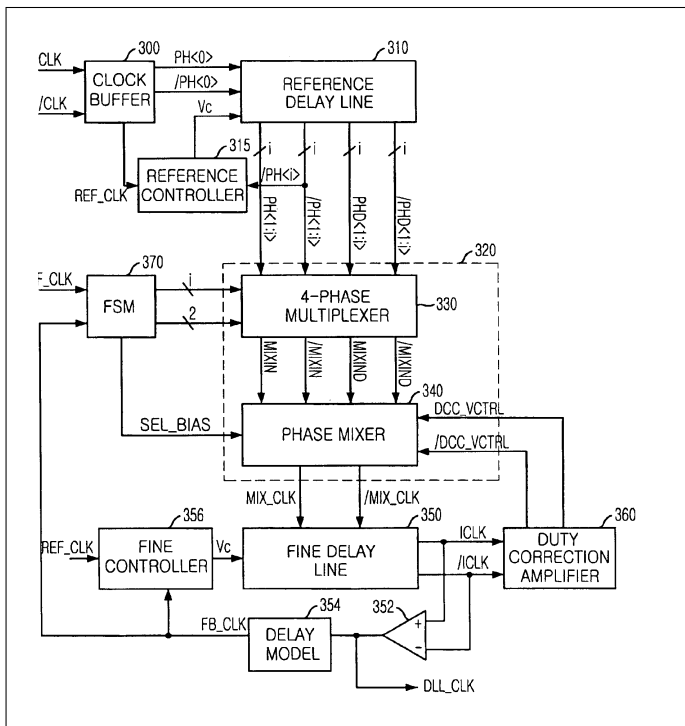 300
310
CLK
PH<0>
CLOCK
BUFFER
/PH<0>
REFERENCE
DELAY LINE
/CLK
Vc
315
i
i
i
i
REFERENCE
CONTROLLER
/PH<i>
REF_CLK
PH<1:i>
/PH<1:i>
PHD<1:i>
/PHD<1:i>
320
370
F_CLK
i
FSM
2
4-PHASE
MULTIPLEXER
330
MIXIN
/MIXIN
MIXIND
/MIXIND
340
SEL_BIAS
PHASE MIXER
DCC_VCTRL
/DCC_VCTRL
MIX_CLK
/MIX_CLK
356
350
360
REF_CLK
FINE
CONTROLLER
Vc
FINE DELAY
LINE
ICLK
/ICLK
DUTY
CORRECTION
AMPLIFIER
354
352
FB_CLK
DELAY
MODEL
+
-
DLL_CLK